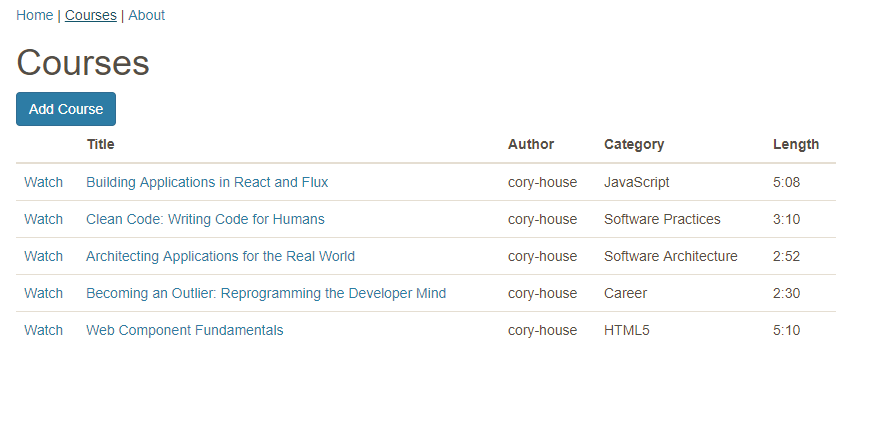 Home | Courses | About
Courses
Add Course
Title Author Category Length
Watch Building Applications in React and Flux cory-house JavaScript 5:08
Watch Clean Code: Writing Code for Humans cory-house Software Practices 3:10
Watch Architecting Applications for the Real World cory-house Software Architecture 2:52
Watch Becoming an Outlier: Reprogramming the Developer Mind cory-house Career 2:30
Watch Web Component Fundamentals cory-house HTML5 5:10